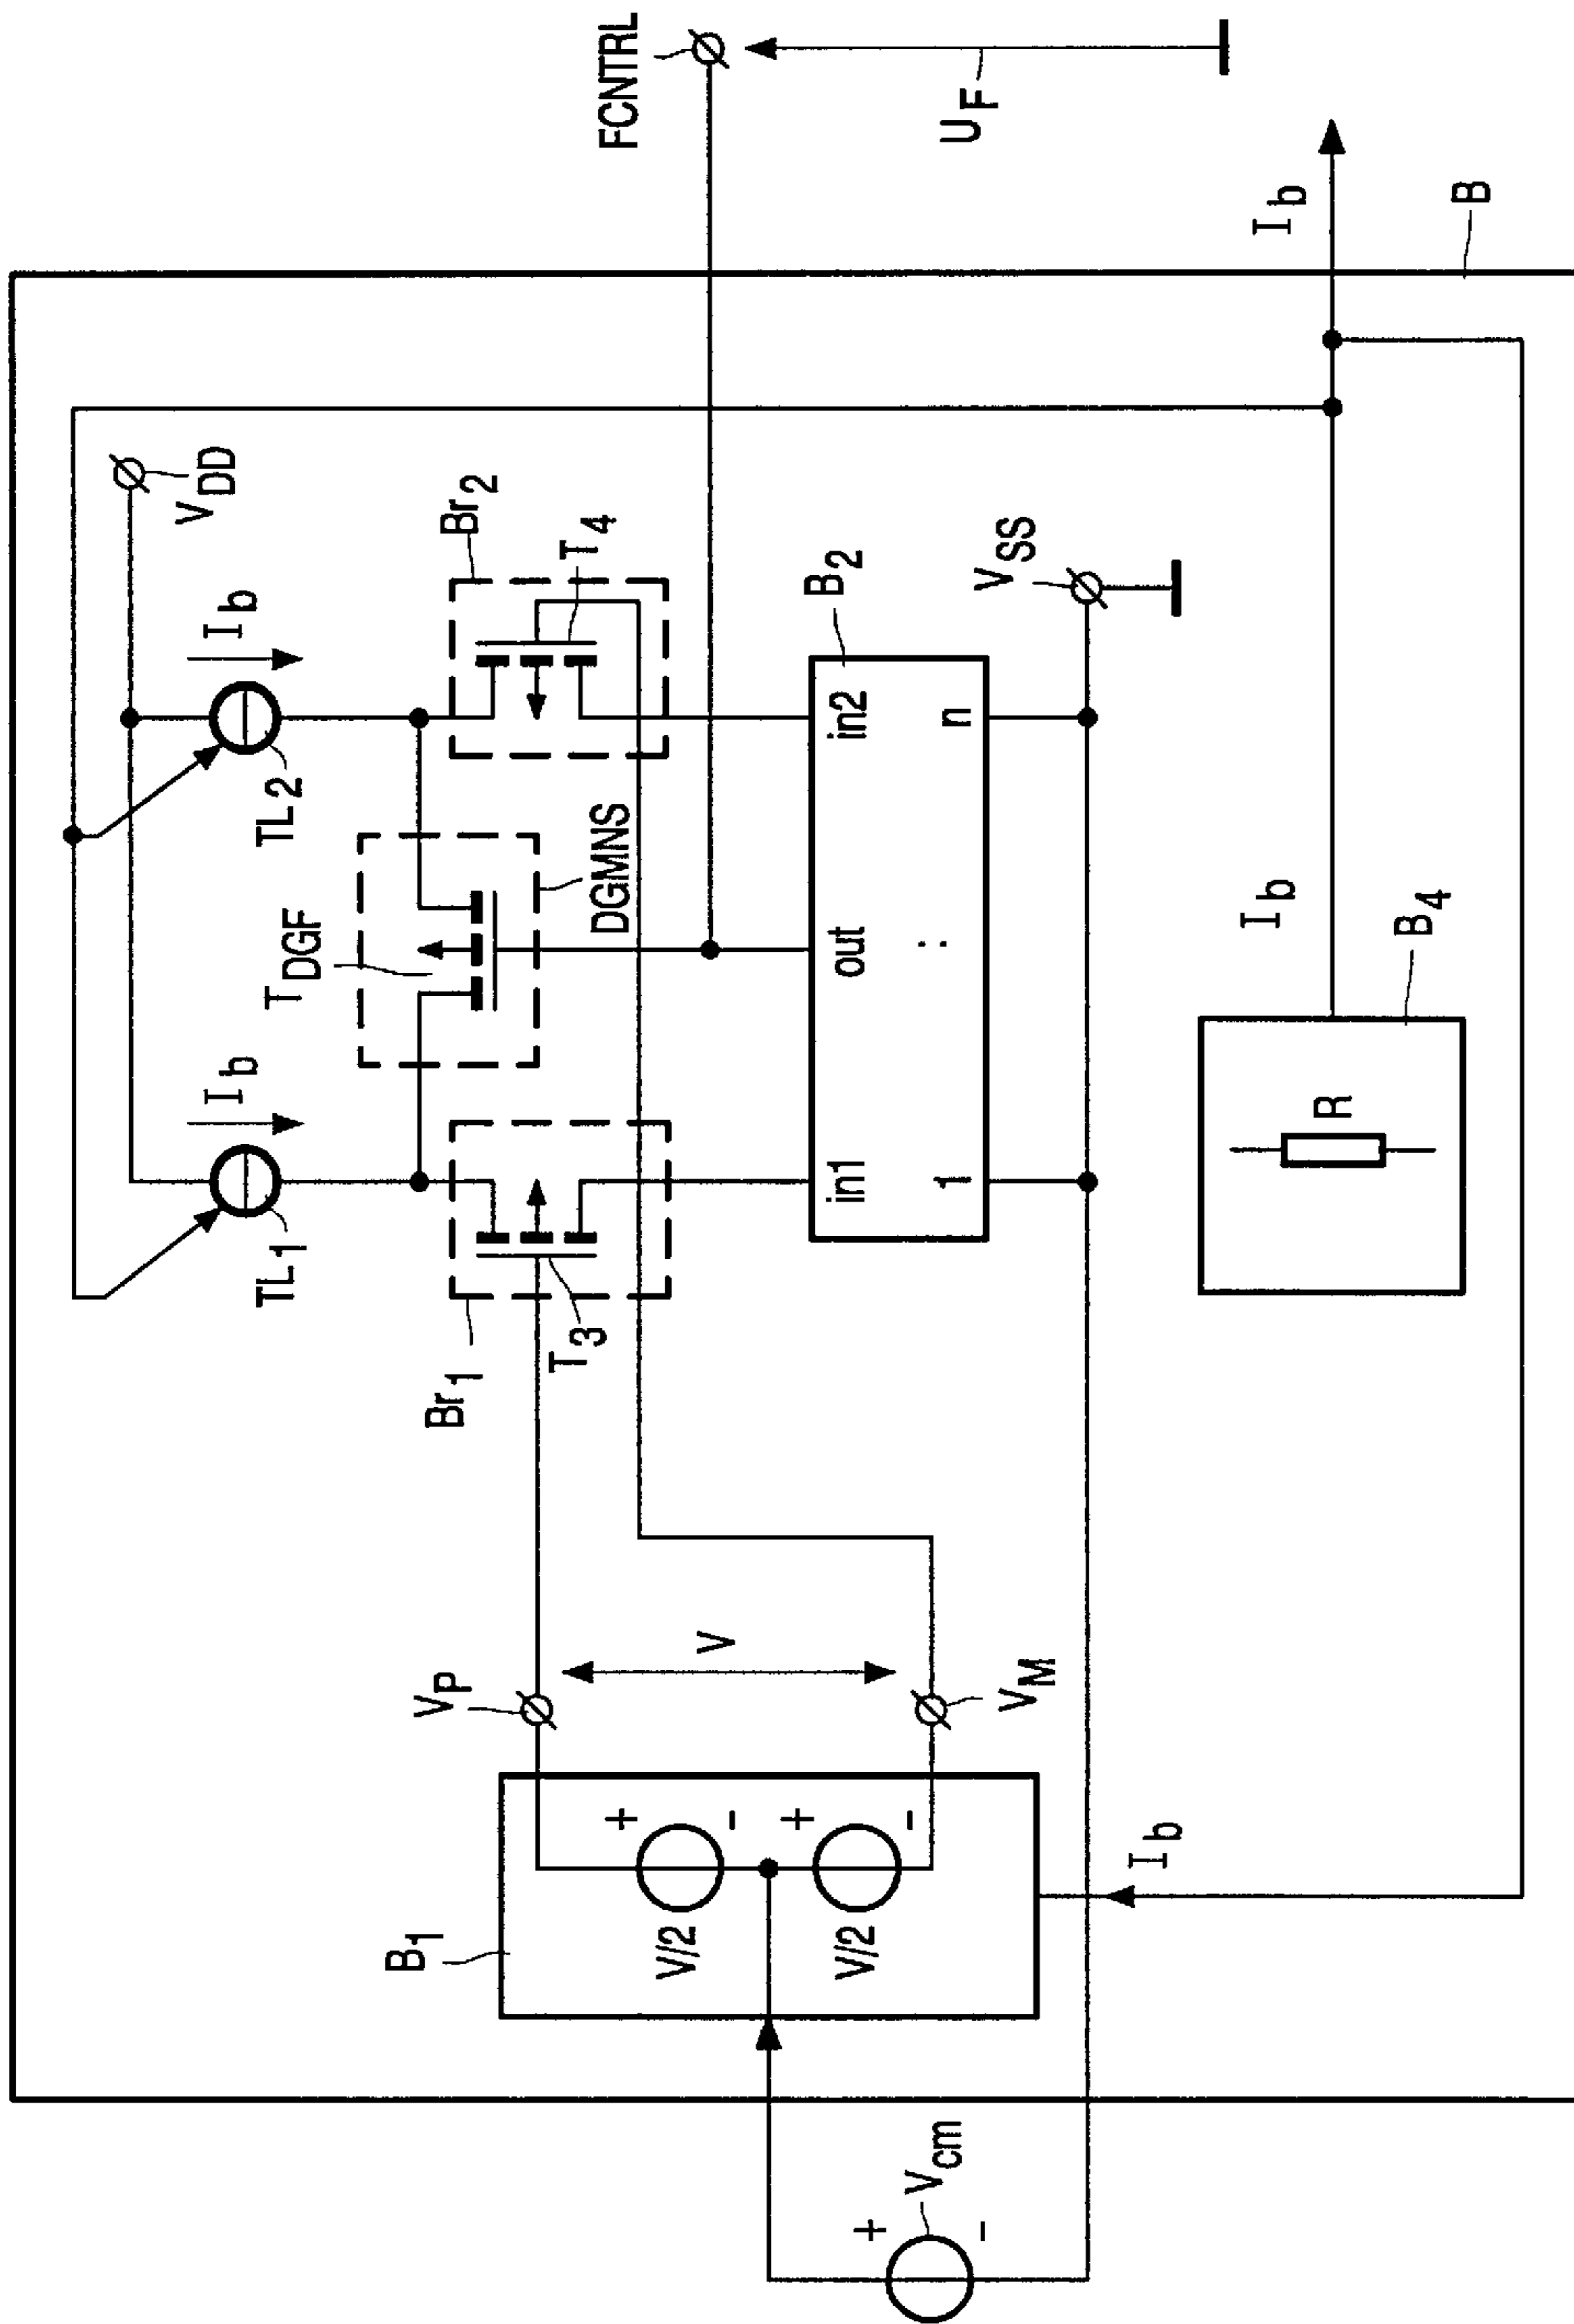 FCNTRL
U_F
I_b
B
V_DD
I_b
TL_2
Br_2
T_4
DGMNS
T_DGF
I_b
TL_1
Br_1
T_3
B_2
in1
out
in2
1
:
n
V_SS
I_b
B_4
R
V_P
V
V_M
B_1
+
-
V/2
+
-
V/2
I_b
+
-
V_cm